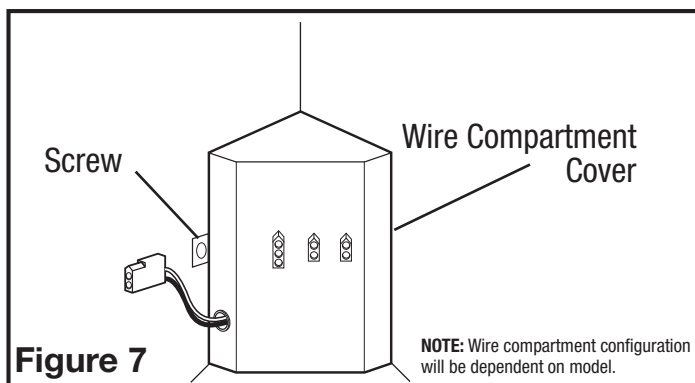 Screw
Wire Compartment
Cover
Figure 7
NOTE: Wire compartment configuration
will be dependent on model.